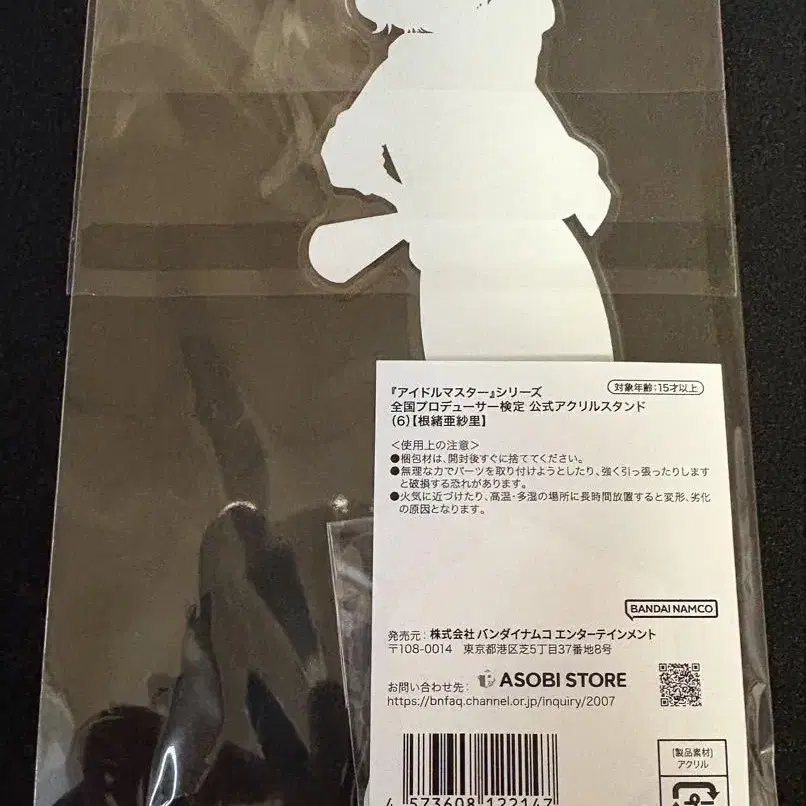 『アイドルマスター』シリーズ
対象年齢:15才以上
全国プロデューサー検定 公式アクリルスタンド
(6)【根緒亜紗里】
＜使用上の注意＞
●梱包材は、開封後すぐに捨ててください。
●無理な力でパーツを取り付けようとしたり、強く引っ張ったりします
と破損する恐れがあります。
●火気に近づけたり、高温・多湿の場所に長時間放置すると変形、劣化
の原因となります。
BANDAI NAMCO
発売元: 株式会社 バンダイナムコ エンターテインメント
〒108-0014 東京都港区芝5丁目37番地8号
お問い合わせ先: ASOBI STORE
https://bnfaq.channel.or.jp/inquiry/2007
[製品素材]
アクリル
4 573608 122147